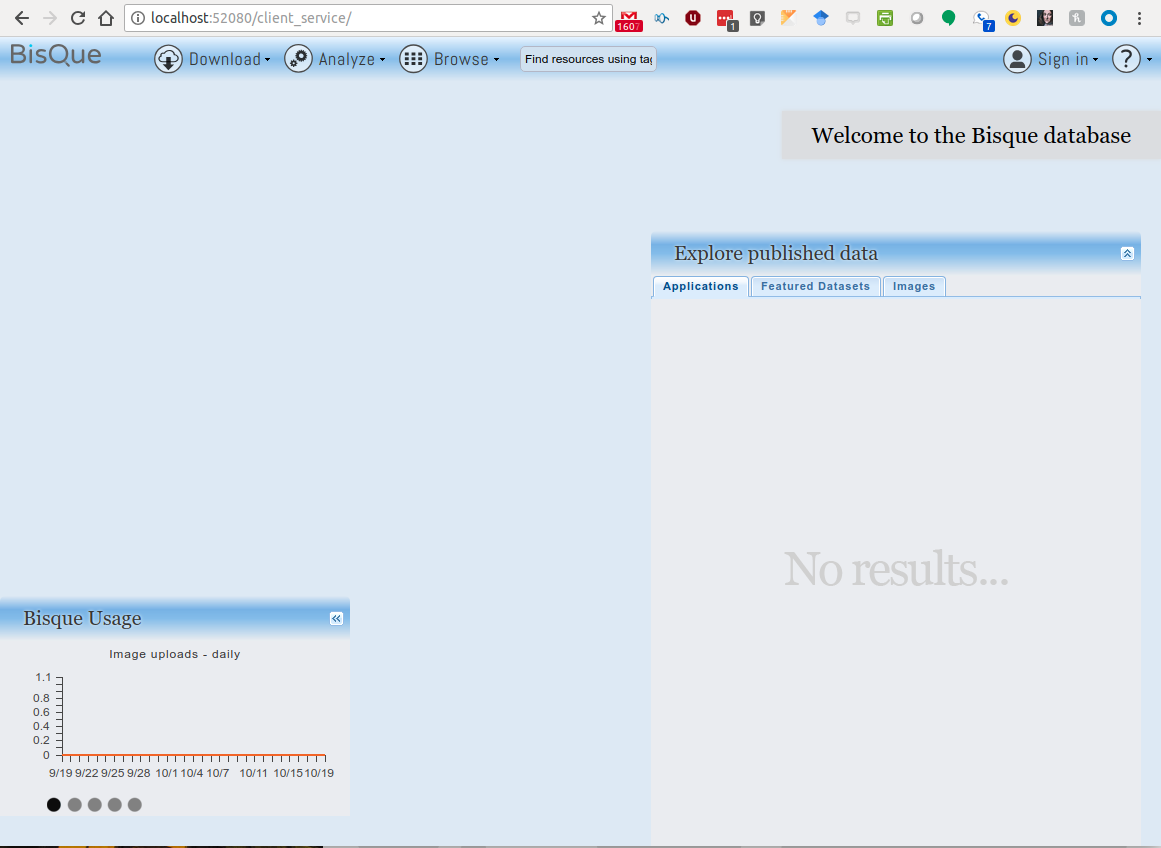 localhost:52080/client_service/
1607
1
7
BisQue
Download
Analyze
Browse
Find resources using tag
Sign in
?
Welcome to the Bisque database
Explore published data
Applications
Featured Datasets
Images
No results...
Bisque Usage
Image uploads - daily
1.1
0.8
0.6
0.4
0.2
0
9/19 9/22 9/25 9/28 10/1 10/4 10/7 10/11 10/15 10/19